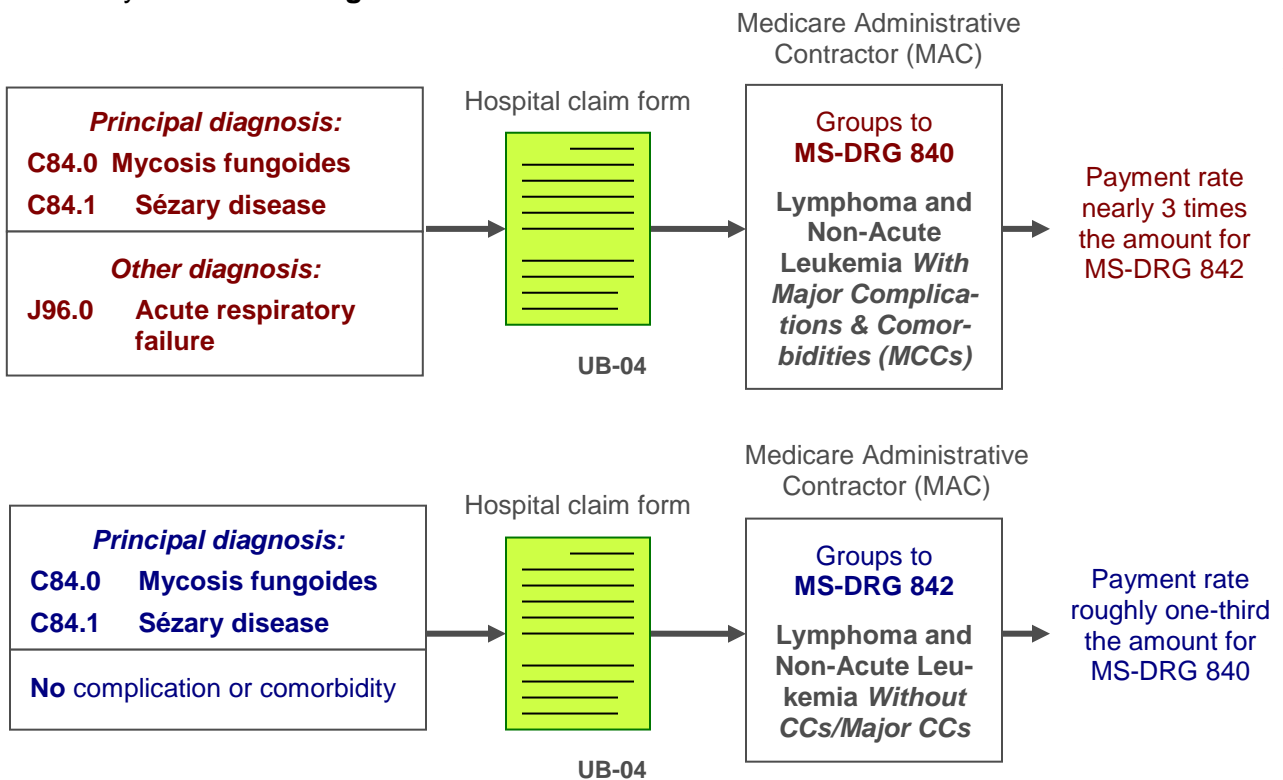 Medicare Administrative
Contractor (MAC)
Hospital claim form
Principal diagnosis:
C84.0 Mycosis fungoides
C84.1 Sézary disease
Other diagnosis:
J96.0 Acute respiratory
failure
UB-04
Groups to
MS-DRG 840
Lymphoma and
Non-Acute
Leukemia With
Major Complica-
tions & Comor-
bidities (MCCs)
Payment rate
nearly 3 times
the amount for
MS-DRG 842
Medicare Administrative
Contractor (MAC)
Hospital claim form
Principal diagnosis:
C84.0 Mycosis fungoides
C84.1 Sézary disease
No complication or comorbidity
UB-04
Groups to
MS-DRG 842
Lymphoma and
Non-Acute Leu-
kemia Without
CCs/Major CCs
Payment rate
roughly one-third
the amount for
MS-DRG 840